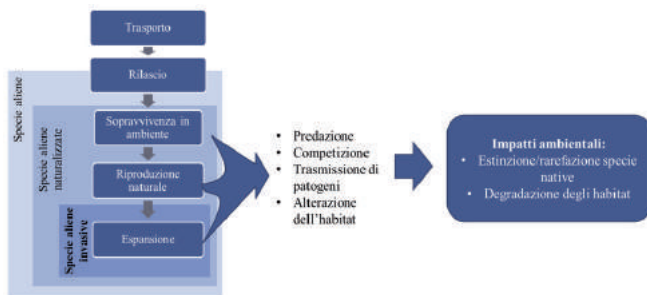 Trasporto
Rilascio
Specie aliene
Specie aliene
naturalizzate
Sopravvivenza in
ambiente
Riproduzione
naturale
Specie aliene
invasive
Espansione
• Predazione
• Competizione
• Trasmissione di
patogeni
• Alterazione
dell'habitat
Impatti ambientali:
• Estinzione/rarefazione specie
native
• Degradazione degli habitat